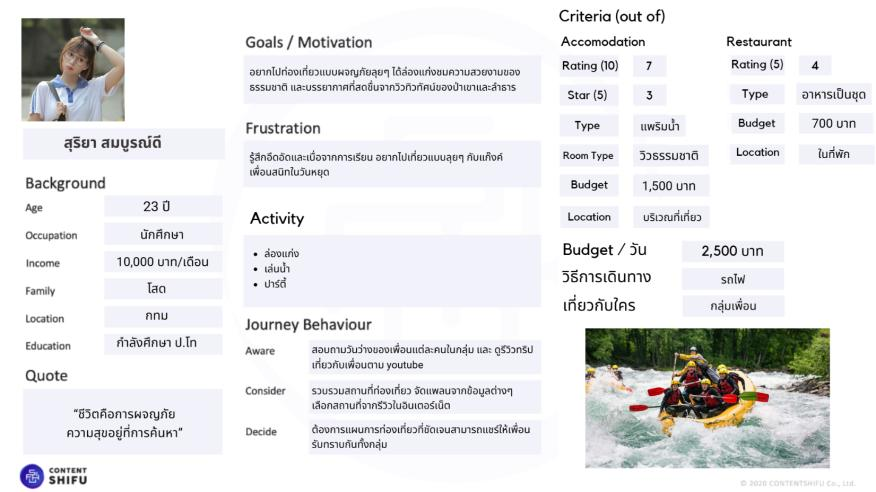 สุริยา สมบูรณ์ดี
Background
Age
23 ปี
Occupation
นักศึกษา
Income
10,000 บาท/เดือน
Family
โสด
Location
กทม
Education
กำลังศึกษา ป.โท
Quote
“ชีวิตคือการผจญภัย
ความสุขอยู่ที่การค้นหา”
CONTENT
SHIFU
Goals / Motivation
อยากไปท่องเที่ยวแบบผจญภัยลุยๆ ได้ล่องแก่งชมความสวยงามของ
ธรรมชาติ และบรรยากาศที่สดชื่นจากวิวทิวทัศน์ของป่าเขาและลำธาร
Frustration
รู้สึกอึดอัดและเบื่อจากการเรียน อยากไปเที่ยวแบบลุยๆ กับแก๊งค์
เพื่อนสนิทในวันหยุด
Activity
• ล่องแก่ง
• เล่นน้ำ
• ปาร์ตี้
Journey Behaviour
Aware
สอบถามวันว่างของเพื่อนแต่ละคนในกลุ่ม และ ดูรีวิวทริป
เที่ยวกับเพื่อนตาม youtube
Consider
รวบรวมสถานที่ท่องเที่ยว จัดแพลนจากข้อมูลต่างๆ
เลือกสถานที่จากรีวิวในอินเตอร์เน็ต
Decide
ต้องการแผนการท่องเที่ยวที่ชัดเจนสามารถแชร์ให้เพื่อน
รับทราบกันทั้งกลุ่ม
Criteria (out of)
Accomodation
Rating (10)
7
Star (5)
3
Type
แพริมน้ำ
Room Type
วิวธรรมชาติ
Budget
1,500 บาท
Location
บริเวณที่เที่ยว
Restaurant
Rating (5)
4
Type
อาหารเป็นชุด
Budget
700 บาท
Location
ในที่พัก
Budget / วัน
2,500 บาท
วิธีการเดินทาง
รถไฟ
เที่ยวกับใคร
กลุ่มเพื่อน
© 2020 CONTENTSHIFU Co., Ltd.